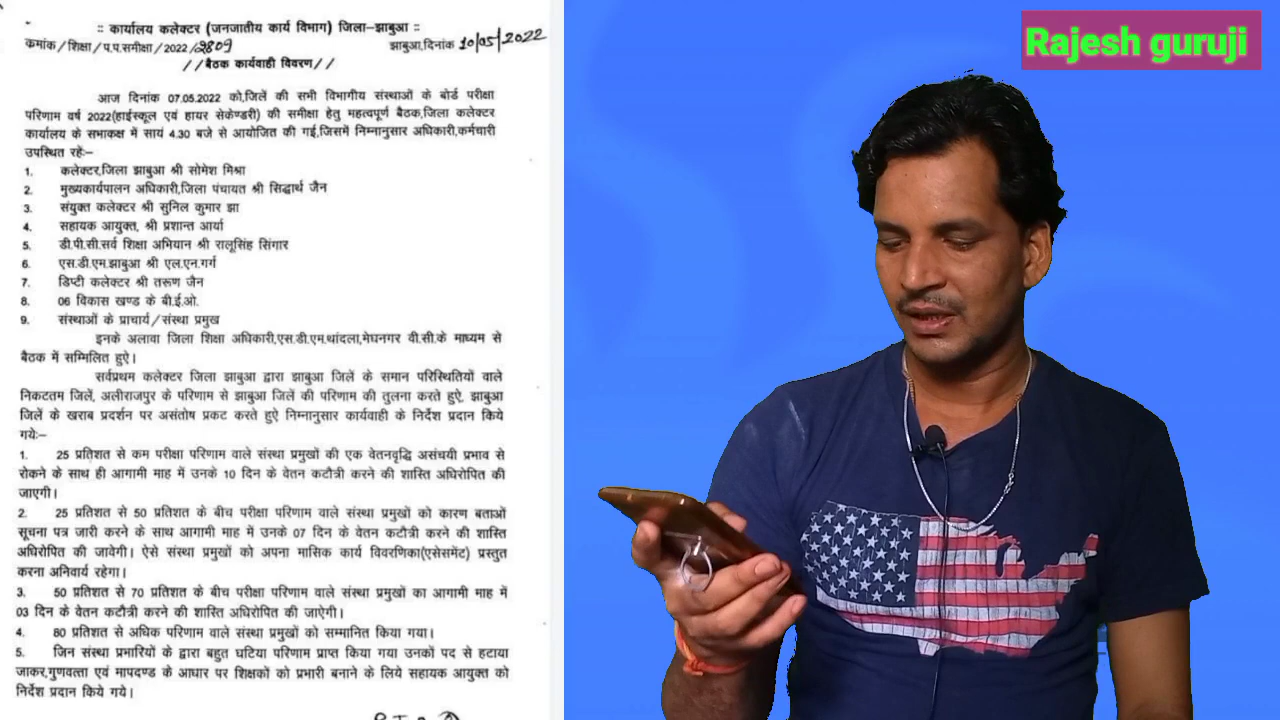 :: कार्यालय कलेक्टर (जनजातीय कार्य विभाग) जिला–झाबुआ ::
कमांक/शिक्षा/प.प.समीक्षा/2022/2809 झाबुआ,दिनांक 10/05/2022
//बैठक कार्यवाही विवरण//
आज दिनांक 07.05.2022 को,जिलें की सभी विभागीय संस्थाओं के बोर्ड परीक्षा
परिणाम वर्ष 2022(हाईस्कूल एवं हायर सेकेण्डरी) की समीक्षा हेतु महत्वपूर्ण बैठक,जिला कलेक्टर
कार्यालय के सभाकक्ष में सायं 4.30 बजे से आयोजित की गई,जिसमें निम्नानुसार अधिकारी,कर्मचारी
उपस्थित रहेंः–
1. कलेक्टर,जिला झाबुआ श्री सोमेश मिश्रा
2. मुख्यकार्यपालन अधिकारी,जिला पंचायत श्री सिद्धार्थ जैन
3. संयुक्त कलेक्टर श्री सुनिल कुमार झा
4. सहायक आयुक्त, श्री प्रशान्त आर्या
5. डी.पी.सी.सर्व शिक्षा अभियान श्री रालूसिंह सिंगार
6. एस.डी.एम.झाबुआ श्री एल.एन.गर्ग
7. डिप्टी कलेक्टर श्री तरूण जैन
8. 06 विकास खण्ड के बी.ई.ओ.
9. संस्थाओं के प्राचार्य/संस्था प्रमुख
इनके अलावा जिला शिक्षा अधिकारी,एस.डी.एम.थांदला,मेघनगर वी.सी.के माध्यम से
बैठक में सम्मिलित हुऐ।
सर्वप्रथम कलेक्टर जिला झाबुआ द्वारा झाबुआ जिलें के समान परिस्थितियों वाले
निकटतम जिलें, अलीराजपुर के परिणाम से झाबुआ जिलें की परिणाम की तुलना करते हुऐ, झाबुआ
जिलें के खराब प्रदर्शन पर असंतोष प्रकट करते हुऐ निम्नानुसार कार्यवाही के निर्देश प्रदान किये
गयेः–
1. 25 प्रतिशत से कम परीक्षा परिणाम वाले संस्था प्रमुखों की एक वेतनवृद्धि असंचयी प्रभाव से
रोकने के साथ ही आगामी माह में उनके 10 दिन के वेतन कटौत्री करने की शास्ति अधिरोपित की
जाएगी।
2. 25 प्रतिशत से 50 प्रतिशत के बीच परीक्षा परिणाम वाले संस्था प्रमुखों को कारण बताओं
सूचना पत्र जारी करने के साथ आगामी माह में उनके 07 दिन के वेतन कटौत्री करने की शास्ति
अधिरोपित की जावेगी। ऐसे संस्था प्रमुखों को अपना मासिक कार्य विवरणिका(एसेसमेंट) प्रस्तुत
करना अनिवार्य रहेगा।
3. 50 प्रतिशत से 70 प्रतिशत के बीच परीक्षा परिणाम वाले संस्था प्रमुखों का आगामी माह में
03 दिन के वेतन कटौत्री करने की शास्ति अधिरोपित की जाऐगी।
4. 80 प्रतिशत से अधिक परिणाम वाले संस्था प्रमुखों को सम्मानित किया गया।
5. जिन संस्था प्रभारियों के द्वारा बहुत घटिया परिणाम प्राप्त किया गया उनकों पद से हटाया
जाकर,गुणवत्ता एवं मापदण्ड के आधार पर शिक्षकों को प्रभारी बनाने के लिये सहायक आयुक्त को
निर्देश प्रदान किये गये।
Rajesh guruji